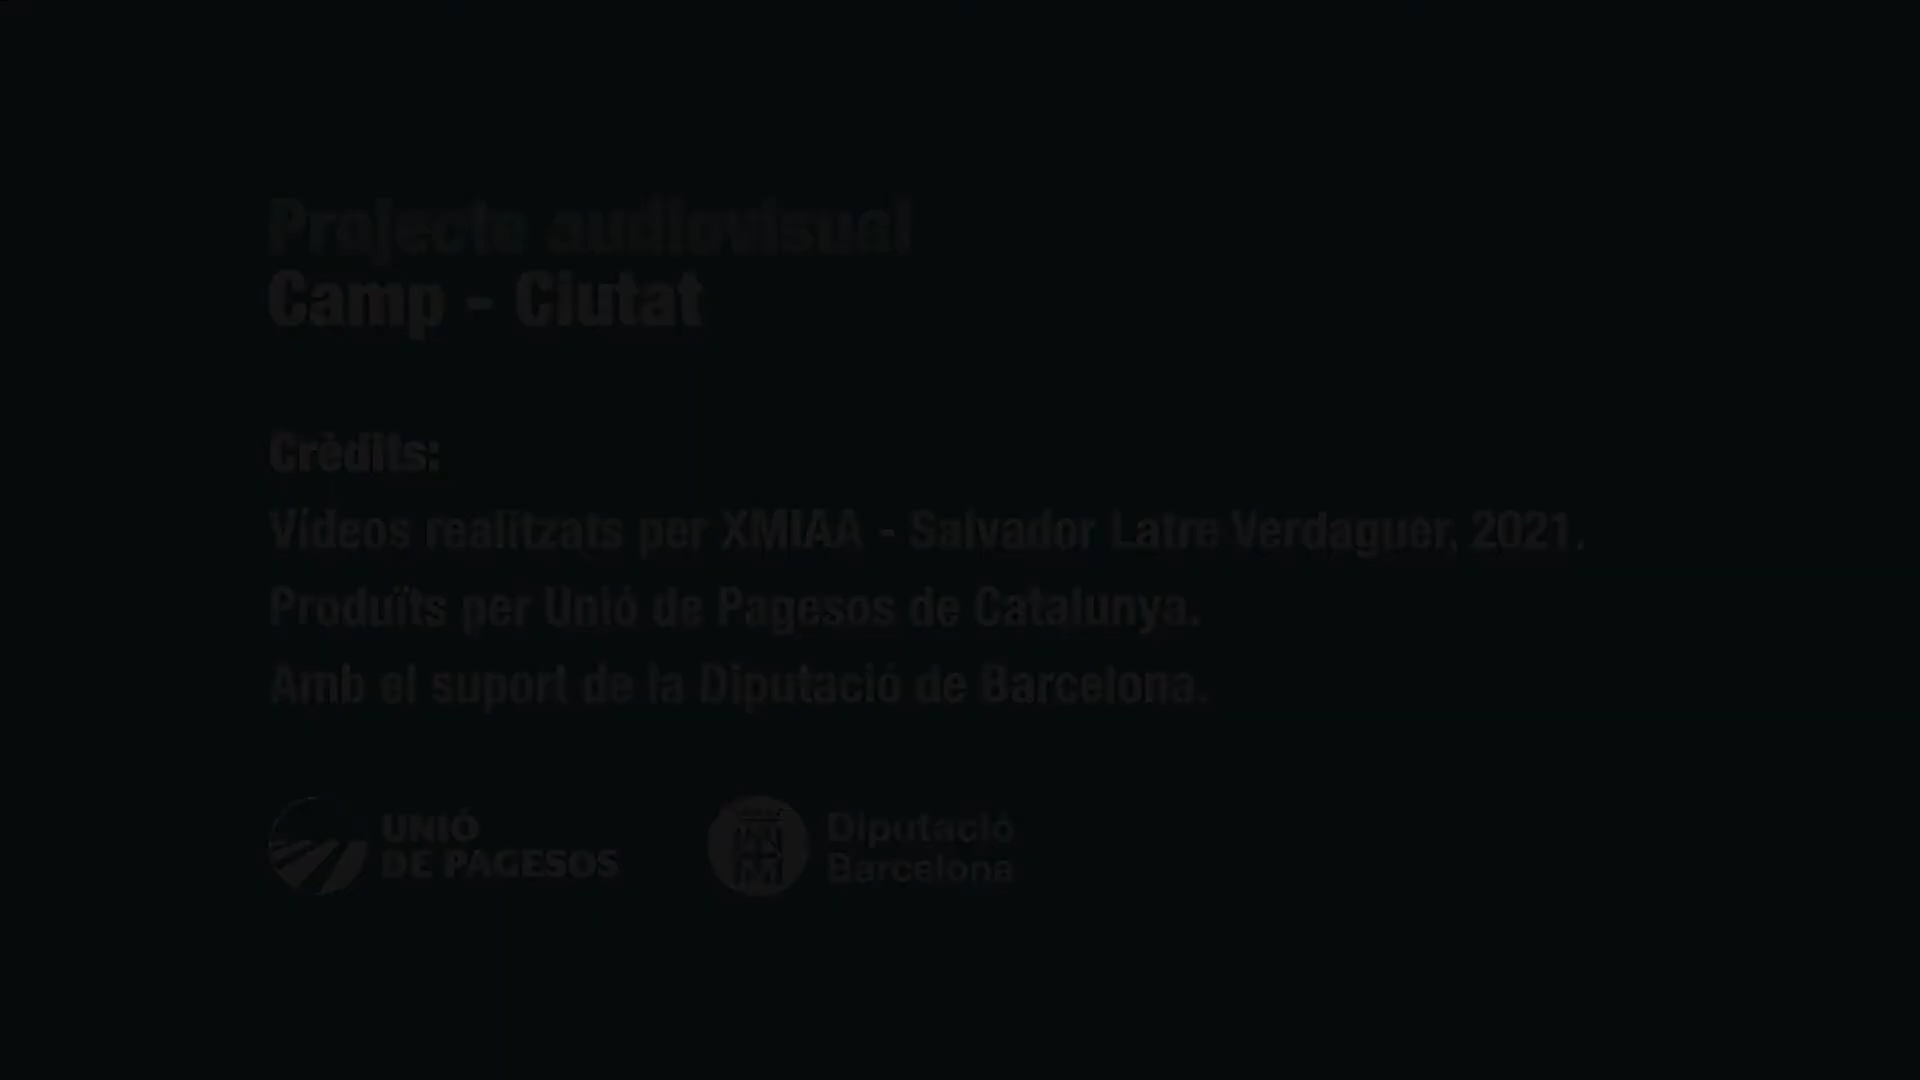 Projecte audiovisual
Camp - Ciutat
Crèdits:
Vídeos realitzats per XMIAA - Salvador Latre Verdaguer, 2021.
Produïts per Unió de Pagesos de Catalunya.
Amb el suport de la Diputació de Barcelona.
UNIÓ
DE PAGESOS
Diputació
Barcelona